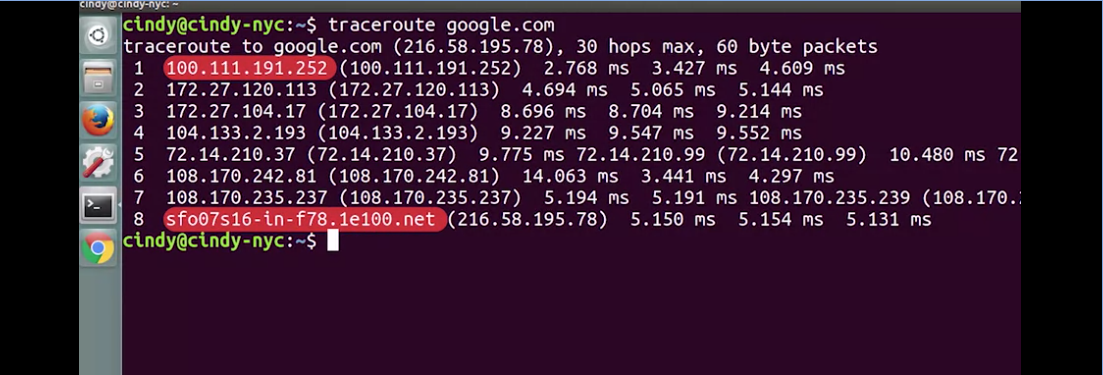 cindy@cindy-nyc: ~
cindy@cindy-nyc:~$ traceroute google.com
traceroute to google.com (216.58.195.78), 30 hops max, 60 byte packets
1 100.111.191.252 (100.111.191.252) 2.768 ms 3.427 ms 4.609 ms
2 172.27.120.113 (172.27.120.113) 4.694 ms 5.065 ms 5.144 ms
3 172.27.104.17 (172.27.104.17) 8.696 ms 8.704 ms 9.214 ms
4 104.133.2.193 (104.133.2.193) 9.227 ms 9.547 ms 9.552 ms
5 72.14.210.37 (72.14.210.37) 9.775 ms 72.14.210.99 (72.14.210.99) 10.480 ms 72
6 108.170.242.81 (108.170.242.81) 14.063 ms 3.441 ms 4.297 ms
7 108.170.235.237 (108.170.235.237) 5.194 ms 5.191 ms 108.170.235.239 (108.170.
8 sfo07s16-in-f78.1e100.net (216.58.195.78) 5.150 ms 5.154 ms 5.131 ms
cindy@cindy-nyc:~$